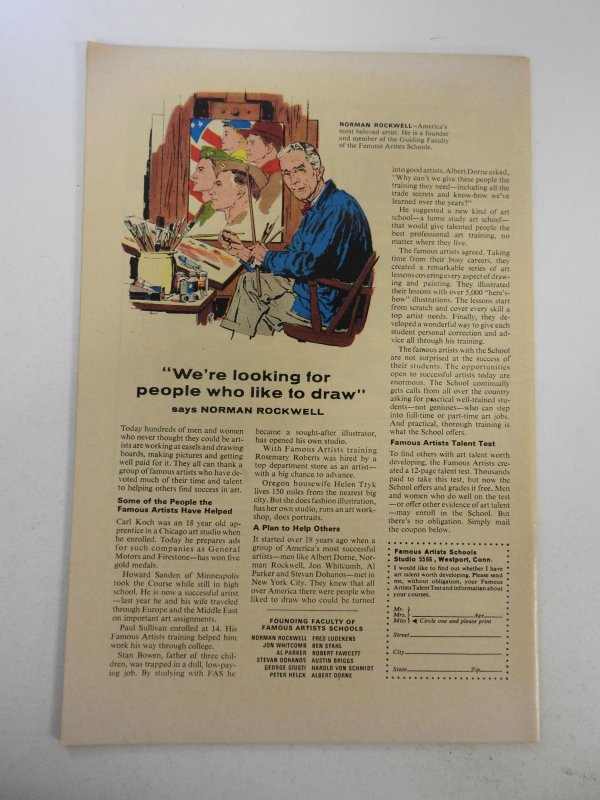 NORMAN ROCKWELL—America's
most beloved artist. He is a founder
and member of the Guiding Faculty
of the Famous Artists Schools.
"We're looking for
people who like to draw"
says NORMAN ROCKWELL
Today hundreds of men and women
who never thought they could be art-
ists are working at easels and drawing
boards, making pictures and getting
well paid for it. They all can thank a
group of famous artists who have de-
voted much of their time and talent
to helping others find success in art.
Some of the People the
Famous Artists Have Helped
Carl Koch was an 18 year old ap-
prentice in a Chicago art studio when
he enrolled. Today he prepares ads
for such companies as General
Motors and Firestone—has won five
gold medals.
Howard Sanden of Minneapolis
took the Course while still in high
school. He is now a successful artist
—last year he and his wife traveled
through Europe and the Middle East
on important art assignments.
Paul Sullivan enrolled at 14. His
Famous Artists training helped him
work his way through college.
Stan Bowen, father of three chil-
dren, was trapped in a dull, low-pay-
ing job. By studying with FAS he
became a sought-after illustrator,
has opened his own studio.
With Famous Artists training
Rosemary Roberts was hired by a
top department store as an artist—
with a big chance to advance.
Oregon housewife Helen Tryk
lives 150 miles from the nearest big
city. But she does fashion illustration,
has her own studio, runs an art work-
shop, does portraits.
A Plan to Help Others
It started over 18 years ago when a
group of America's most successful
artists—men like Albert Dorne, Nor-
man Rockwell, Jon Whitcomb, Al
Parker and Stevan Dohanos—met in
New York City. They knew that all
over America there were people who
liked to draw who could be turned
FOUNDING FACULTY OF
FAMOUS ARTISTS SCHOOLS
NORMAN ROCKWELL FRED LUDEKENS
JON WHITCOMB BEN STAHL
AL PARKER ROBERT FAWCETT
STEVAN DOHANOS AUSTIN BRIGGS
GEORGE GIUSTI HAROLD VON SCHMIDT
PETER HELCK ALBERT DORNE
into good artists. Albert Dorne asked,
"Why can't we give these people the
training they need—including all the
trade secrets and know-how we've
learned over the years?"
He suggested a new kind of art
school—a home study art school—
that would give talented people the
best professional art training, no
matter where they live.
The famous artists agreed. Taking
time from their busy careers, they
created a remarkable series of art
lessons covering every aspect of draw-
ing and painting. They illustrated
their lessons with over 5,000 "here's-
how" illustrations. The lessons start
from scratch and cover every skill a
top artist needs. Finally, they de-
veloped a wonderful way to give each
student personal correction and ad-
vice all through his training.
The famous artists with the School
are not surprised at the success of
their students. The opportunities
open to successful artists today are
enormous. The School continually
gets calls from all over the country
asking for practical well-trained stu-
dents—not geniuses—who can step
into full-time or part-time art jobs.
And practical, thorough training is
what the School offers.
Famous Artists Talent Test
To find others with art talent worth
developing, the Famous Artists cre-
ated a 12-page talent test. Thousands
paid to take this test, but now the
School offers and grades it free. Men
and women who do well on the test
—or offer other evidence of art talent
—may enroll in the School. But
there's no obligation. Simply mail
the coupon below.
Famous Artists Schools
Studio 5566, Westport, Conn.
I would like to find out whether I have
art talent worth developing. Please send
me, without obligation, your Famous
Artists Talent Test and information about
your courses.
Mr.
Mrs. Age
Miss Circle one and please print
Street
City
State Zip